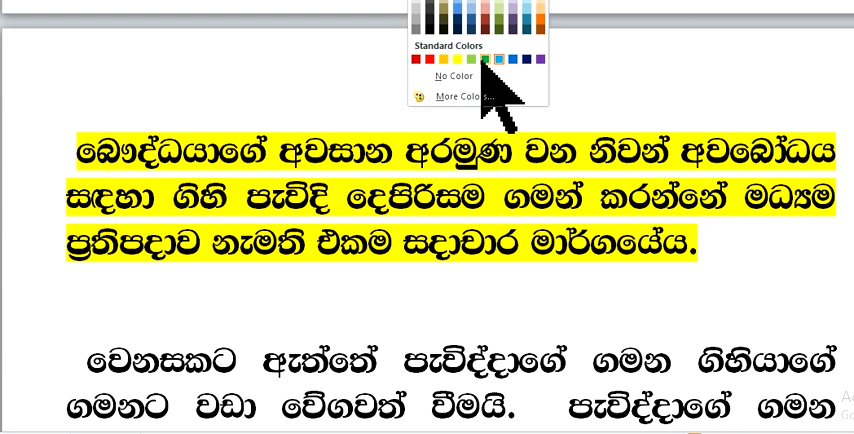 Standard Colors
No Color
More Colors...
බෞද්ධයාගේ අවසාන අරමුණ වන නිවන් අවබෝධය
සඳහා ගිහි පැවිදි දෙපිරිසම ගමන් කරන්නේ මධ්‍යම
ප්‍රතිපදාව නැමති එකම සදාචාර මාර්ගයේය.
වෙනසකට ඇත්තේ පැවිද්දාගේ ගමන ගිහියාගේ
ගමනට වඩා වේගවත් වීමයි. පැවිද්දාගේ ගමන